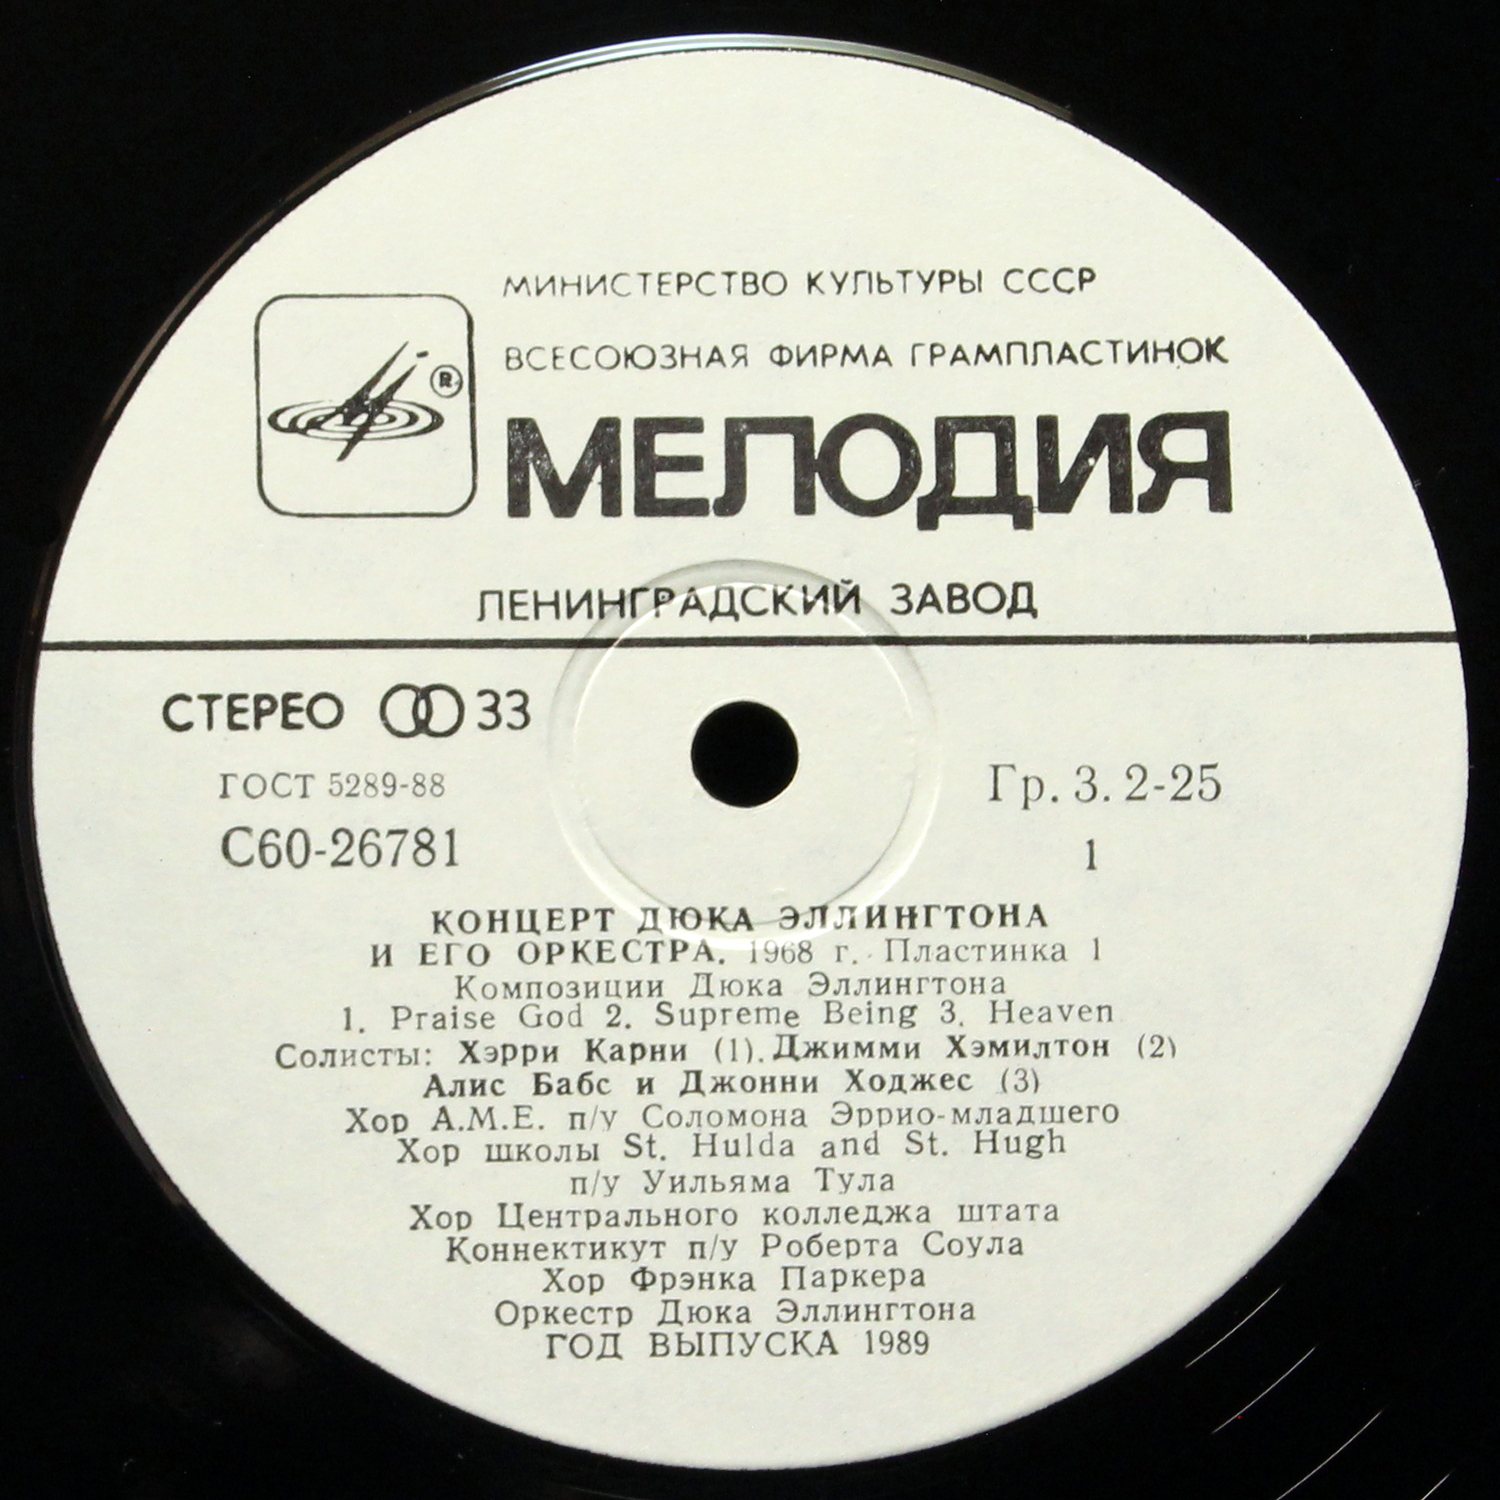 МИНИСТЕРСТВО КУЛЬТУРЫ СССР
ВСЕСОЮЗНАЯ ФИРМА ГРАМПЛАСТИНОК
®
МЕЛОДИЯ
ЛЕНИНГРАДСКИЙ ЗАВОД
СТЕРЕО 33
ГОСТ 5289-88
Гр. 3. 2-25
С60-26781
1
КОНЦЕРТ ДЮКА ЭЛЛИНГТОНА
И ЕГО ОРКЕСТРА. 1968 г. Пластинка 1
Композиции Дюка Эллингтона
1. Praise God 2. Supreme Being 3. Heaven
Солисты: Хэрри Карни (1). Джимми Хэмилтон (2)
Алис Бабс и Джонни Ходжес (3)
Хор A.M.E. п/у Соломона Эррио-младшего
Хор школы St. Hulda and St. Hugh
п/у Уильяма Тула
Хор Центрального колледжа штата
Коннектикут п/у Роберта Соула
Хор Фрэнка Паркера
Оркестр Дюка Эллингтона
ГОД ВЫПУСКА 1989